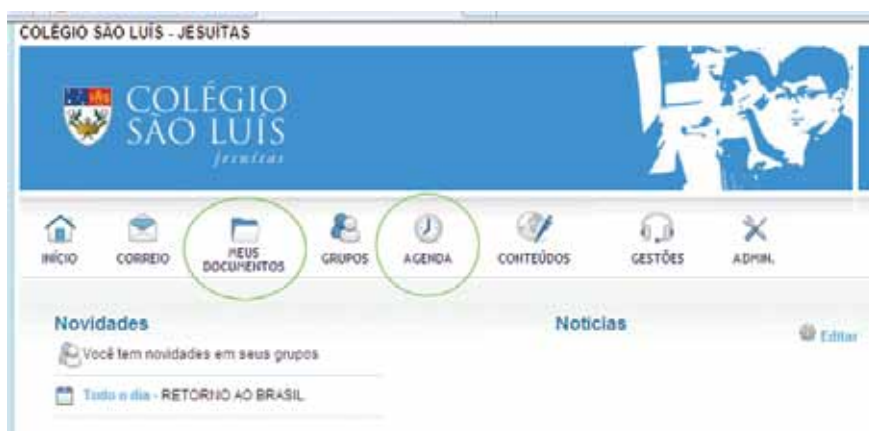 COLÉGIO SÃO LUÍS - JESUÍTAS
COLÉGIO
SÃO LUÍS
jesuítas
INÍCIO
CORREIO
MEUS
DOCUMENTOS
GRUPOS
AGENDA
CONTEÚDOS
GESTÕES
ADMIN.
Novidades
Notícias
Editar
Você tem novidades em seus grupos
Todo o dia - RETORNO AO BRASIL